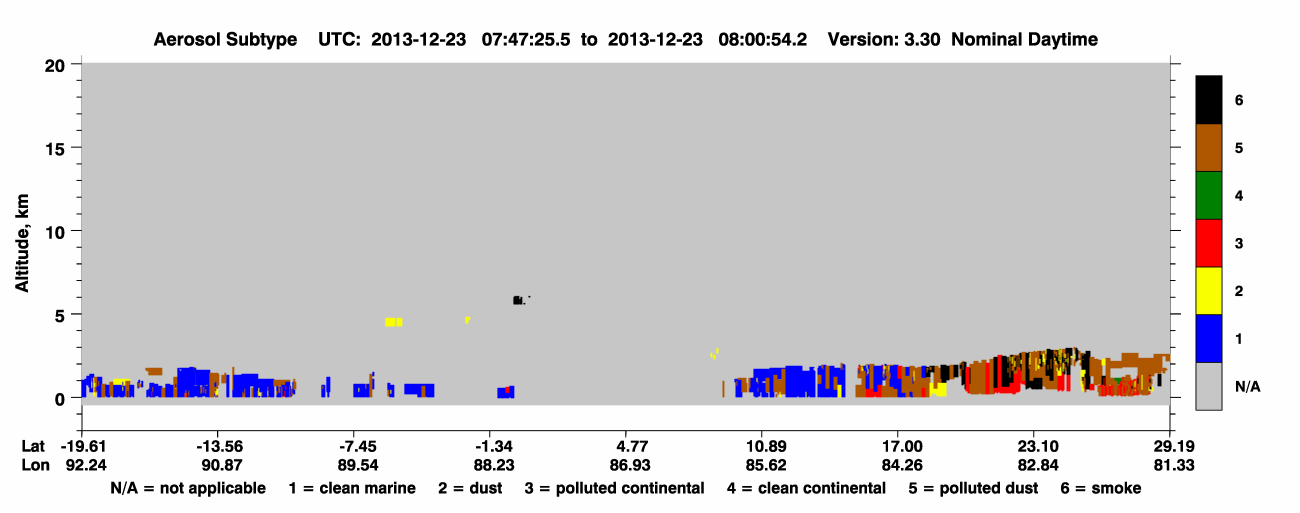 Aerosol Subtype UTC: 2013-12-23 07:47:25.5 to 2013-12-23 08:00:54.2 Version: 3.30 Nominal Daytime
20
15
10
5
0
Altitude, km
6
5
4
3
2
1
N/A
Lat -19.61 -13.56 -7.45 -1.34 4.77 10.89 17.00 23.10 29.19
Lon 92.24 90.87 89.54 88.23 86.93 85.62 84.26 82.84 81.33
N/A = not applicable 1 = clean marine 2 = dust 3 = polluted continental 4 = clean continental 5 = polluted dust 6 = smoke